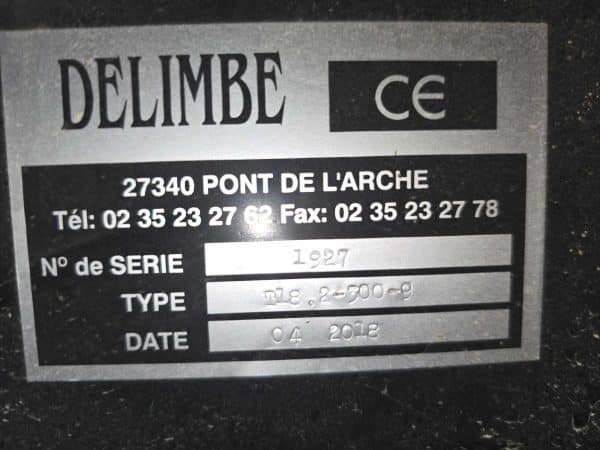 DELIMBE
CE
27340 PONT DE L'ARCHE
Tél: 02 35 23 27 62 Fax: 02 35 23 27 78
N° de SERIE 1927
TYPE
DATE 04 2018